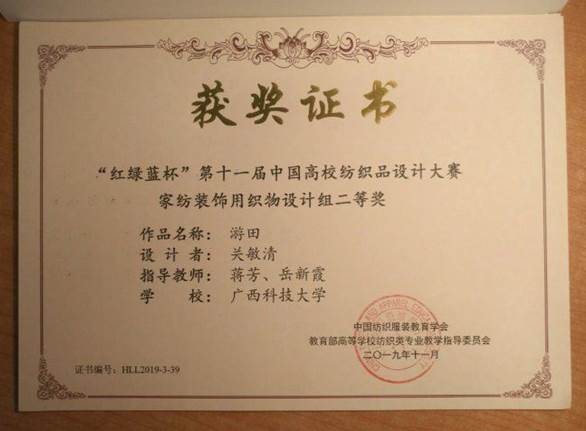 获奖证书
“红绿蓝杯”第十一届中国高校纺织品设计大赛
家纺装饰用织物设计组二等奖
作品名称： 游田
设 计 者： 关敏清
指导教师： 蒋芳、岳新霞
学 校： 广西科技大学
中国纺织服装教育学会
教育部高等学校纺织类专业教学指导委员会
二〇一九年十一月
证书编号：HLL2019-3-39